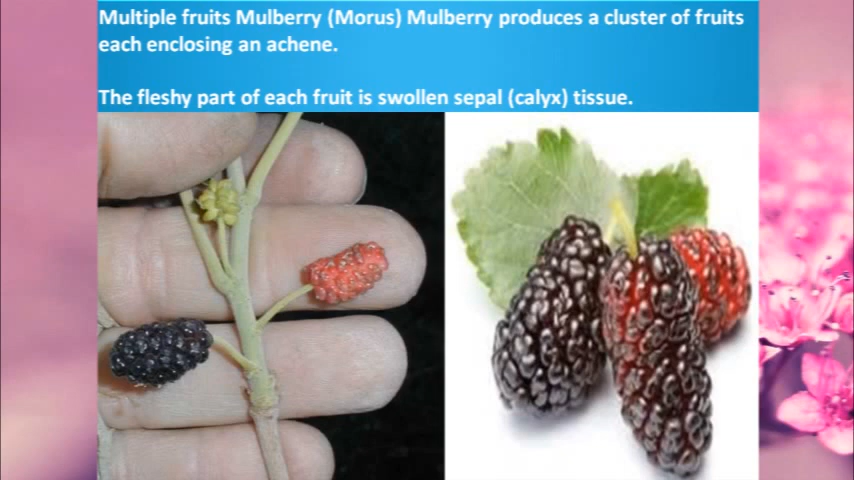 Multiple fruits Mulberry (Morus) Mulberry produces a cluster of fruits
each enclosing an achene.
The fleshy part of each fruit is swollen sepal (calyx) tissue.